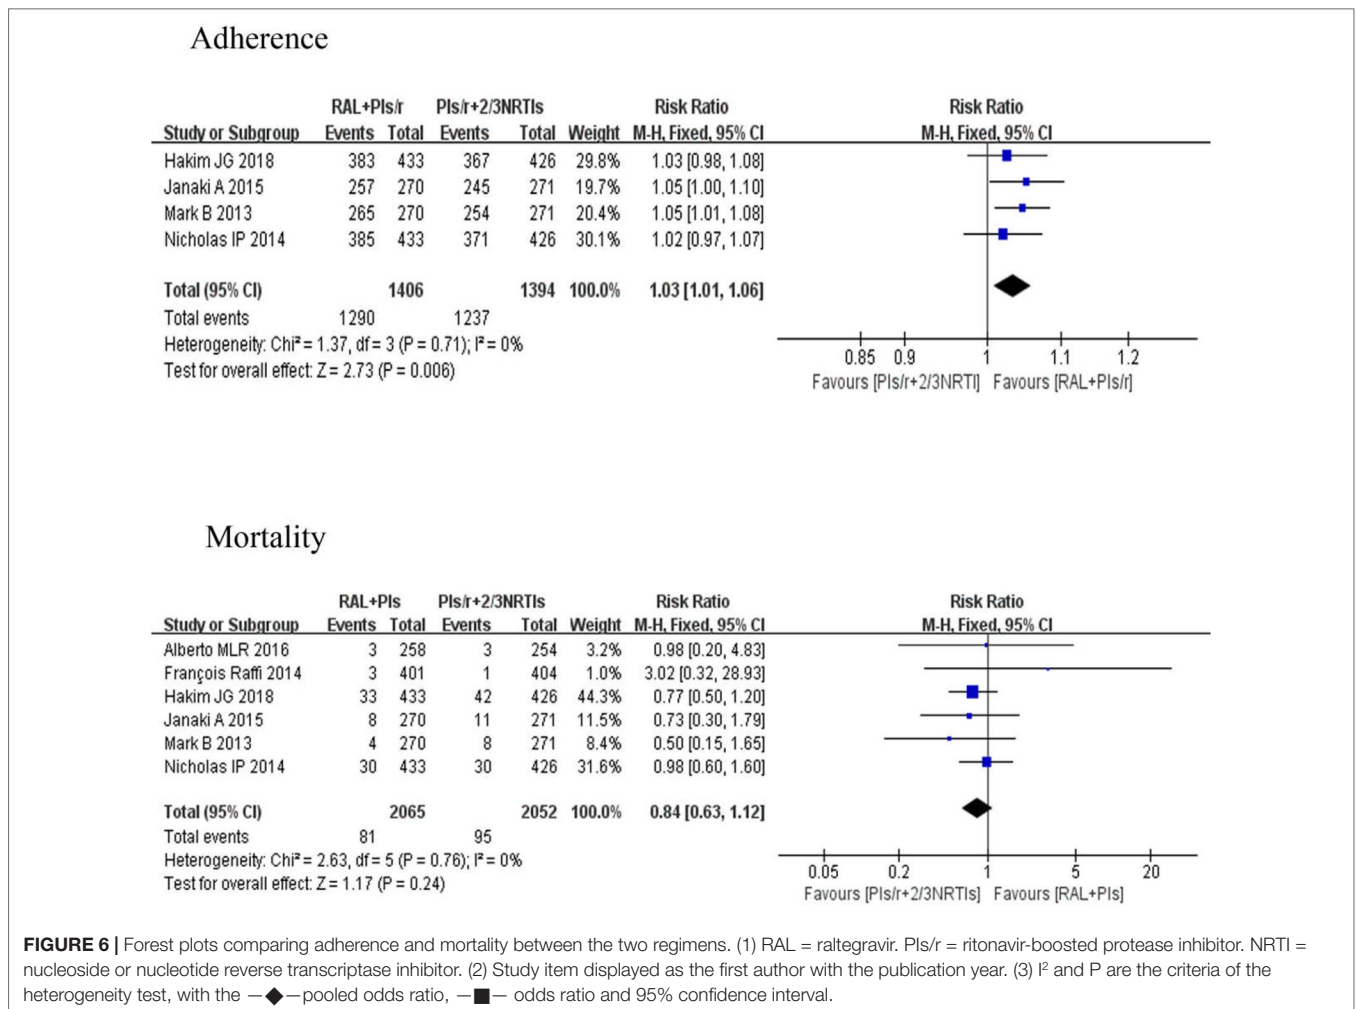 Adherence
RAL+PIs/r PIs/r+2/3NRTIs Risk Ratio Risk Ratio
Study or Subgroup Events Total Events Total Weight M-H, Fixed, 95% CI M-H, Fixed, 95% CI
Hakim JG 2018 383 433 367 426 29.8% 1.03 [0.98, 1.08]
Janaki A 2015 257 270 245 271 19.7% 1.05 [1.00, 1.10]
Mark B 2013 265 270 254 271 20.4% 1.05 [1.01, 1.08]
Nicholas IP 2014 385 433 371 426 30.1% 1.02 [0.97, 1.07]
Total (95% CI) 1406 1394 100.0% 1.03 [1.01, 1.06]
Total events 1290 1237
Heterogeneity: Chi² = 1.37, df = 3 (P = 0.71); I² = 0%
Test for overall effect: Z = 2.73 (P = 0.006)
0.85 0.9 1 1.1 1.2
Favours [PIs/r+2/3NRTI] Favours [RAL+PIs/r]
Mortality
RAL+PIs PIs/r+2/3NRTIs Risk Ratio Risk Ratio
Study or Subgroup Events Total Events Total Weight M-H, Fixed, 95% CI M-H, Fixed, 95% CI
Alberto MLR 2016 3 258 3 254 3.2% 0.98 [0.20, 4.83]
François Raffi 2014 3 401 1 404 1.0% 3.02 [0.32, 28.93]
Hakim JG 2018 33 433 42 426 44.3% 0.77 [0.50, 1.20]
Janaki A 2015 8 270 11 271 11.5% 0.73 [0.30, 1.79]
Mark B 2013 4 270 8 271 8.4% 0.50 [0.15, 1.65]
Nicholas IP 2014 30 433 30 426 31.6% 0.98 [0.60, 1.60]
Total (95% CI) 2065 2052 100.0% 0.84 [0.63, 1.12]
Total events 81 95
Heterogeneity: Chi² = 2.63, df = 5 (P = 0.76); I² = 0%
Test for overall effect: Z = 1.17 (P = 0.24)
0.05 0.2 1 5 20
Favours [PIs/r+2/3NRTIs] Favours [RAL+PIs]
FIGURE 6 | Forest plots comparing adherence and mortality between the two regimens. (1) RAL = raltegravir. PIs/r = ritonavir-boosted protease inhibitor. NRTI =
nucleoside or nucleotide reverse transcriptase inhibitor. (2) Study item displayed as the first author with the publication year. (3) I² and P are the criteria of the
heterogeneity test, with the —◆—pooled odds ratio, —■— odds ratio and 95% confidence interval.